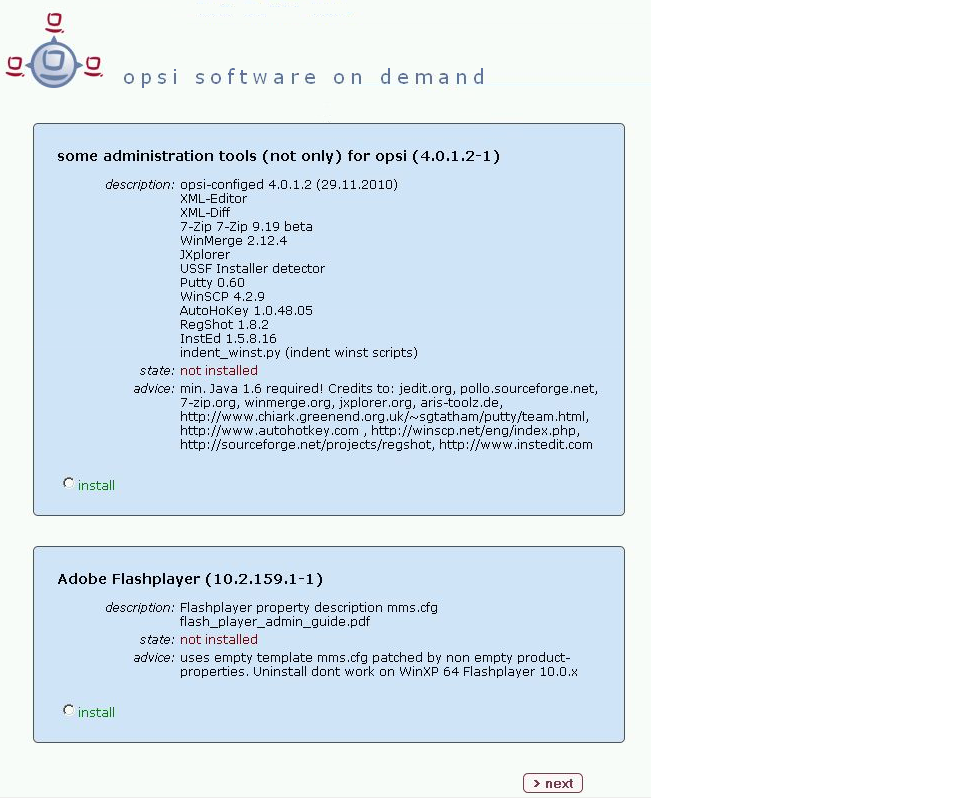 opsi software on demand
some administration tools (not only) for opsi (4.0.1.2-1)
description: opsi-configed 4.0.1.2 (29.11.2010)
XML-Editor
XML-Diff
7-Zip 7-Zip 9.19 beta
WinMerge 2.12.4
JXplorer
USSF Installer detector
Putty 0.60
WinSCP 4.2.9
AutoHoKey 1.0.48.05
RegShot 1.8.2
InstEd 1.5.8.16
indent_winst.py (indent winst scripts)
state: not installed
advice: min. Java 1.6 required! Credits to: jedit.org, pollo.sourceforge.net,
7-zip.org, winmerge.org, jxplorer.org, aris-toolz.de,
http://www.chiark.greenend.org.uk/~sgtatham/putty/team.html,
http://www.autohotkey.com , http://winscp.net/eng/index.php,
http://sourceforge.net/projects/regshot, http://www.instedit.com
install
Adobe Flashplayer (10.2.159.1-1)
description: Flashplayer property description mms.cfg
flash_player_admin_guide.pdf
state: not installed
advice: uses empty template mms.cfg patched by non empty product-
properties. Uninstall dont work on WinXP 64 Flashplayer 10.0.x
install
> next